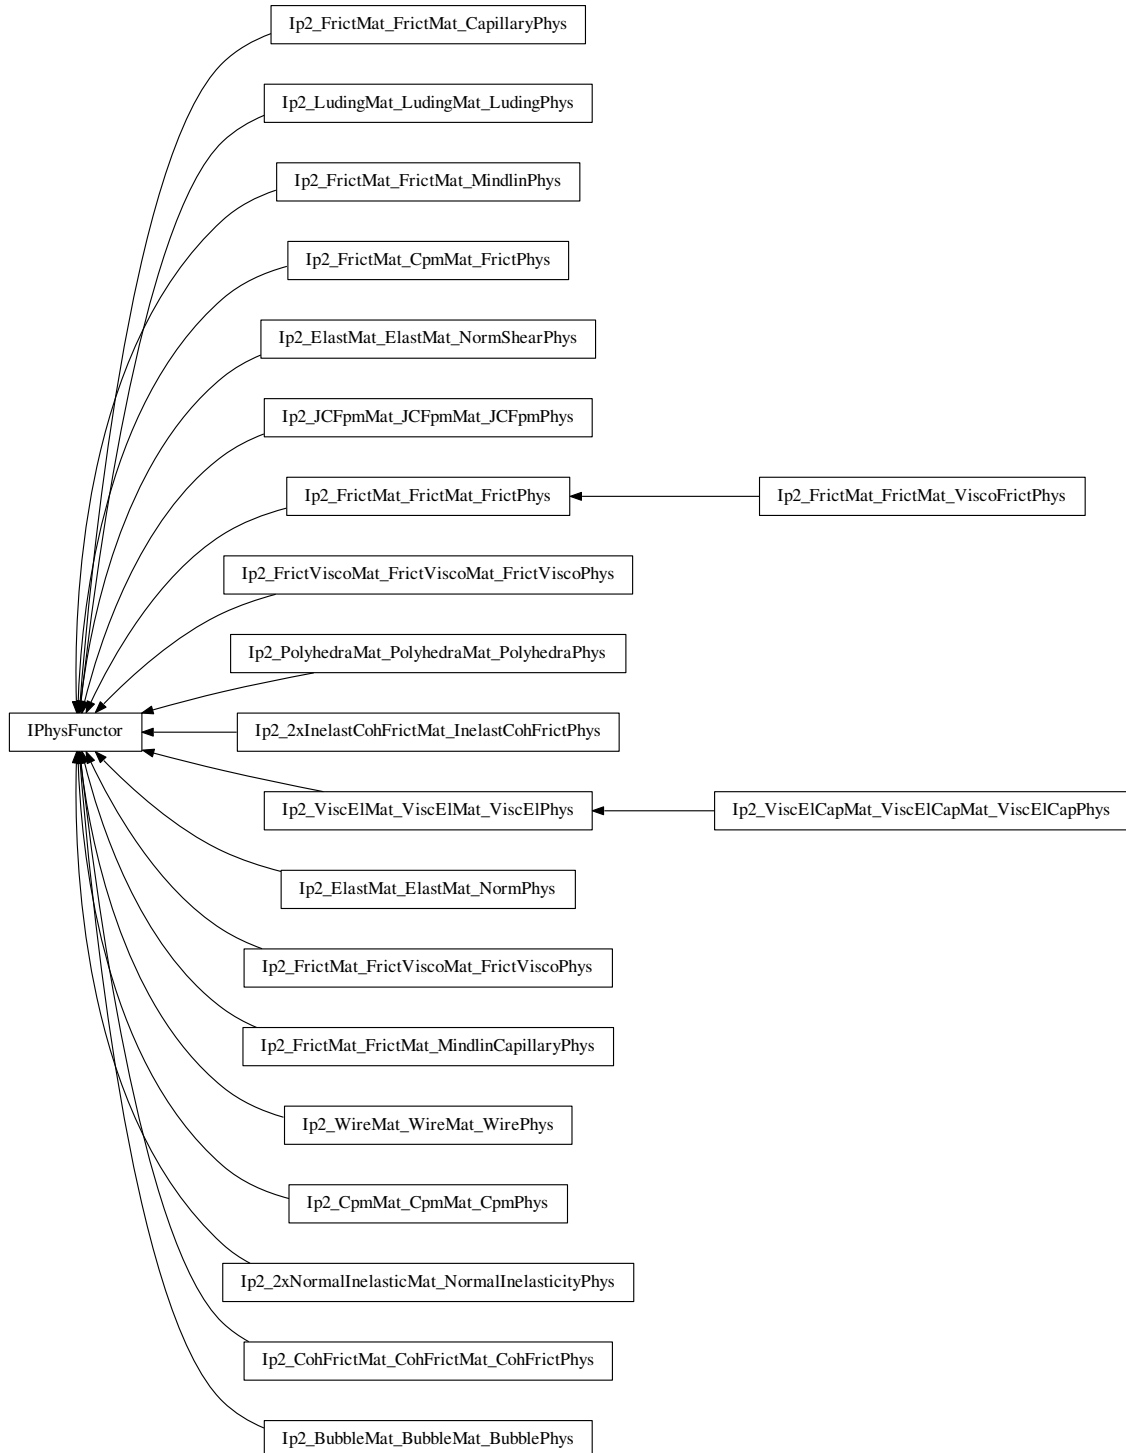 Ip2_FrictMat_FrictMat_CapillaryPhys
Ip2_LudingMat_LudingMat_LudingPhys
Ip2_FrictMat_FrictMat_MindlinPhys
Ip2_FrictMat_CpmMat_FrictPhys
Ip2_ElastMat_ElastMat_NormShearPhys
Ip2_JCFpmMat_JCFpmMat_JCFpmPhys
Ip2_FrictMat_FrictMat_FrictPhys
Ip2_FrictMat_FrictMat_ViscoFrictPhys
Ip2_FrictViscoMat_FrictViscoMat_FrictViscoPhys
Ip2_PolyhedraMat_PolyhedraMat_PolyhedraPhys
IPhysFunctor
Ip2_2xInelastCohFrictMat_InelastCohFrictPhys
Ip2_ViscElMat_ViscElMat_ViscElPhys
Ip2_ViscElCapMat_ViscElCapMat_ViscElCapPhys
Ip2_ElastMat_ElastMat_NormPhys
Ip2_FrictMat_FrictViscoMat_FrictViscoPhys
Ip2_FrictMat_FrictMat_MindlinCapillaryPhys
Ip2_WireMat_WireMat_WirePhys
Ip2_CpmMat_CpmMat_CpmPhys
Ip2_2xNormalInelasticMat_NormalInelasticityPhys
Ip2_CohFrictMat_CohFrictMat_CohFrictPhys
Ip2_BubbleMat_BubbleMat_BubblePhys